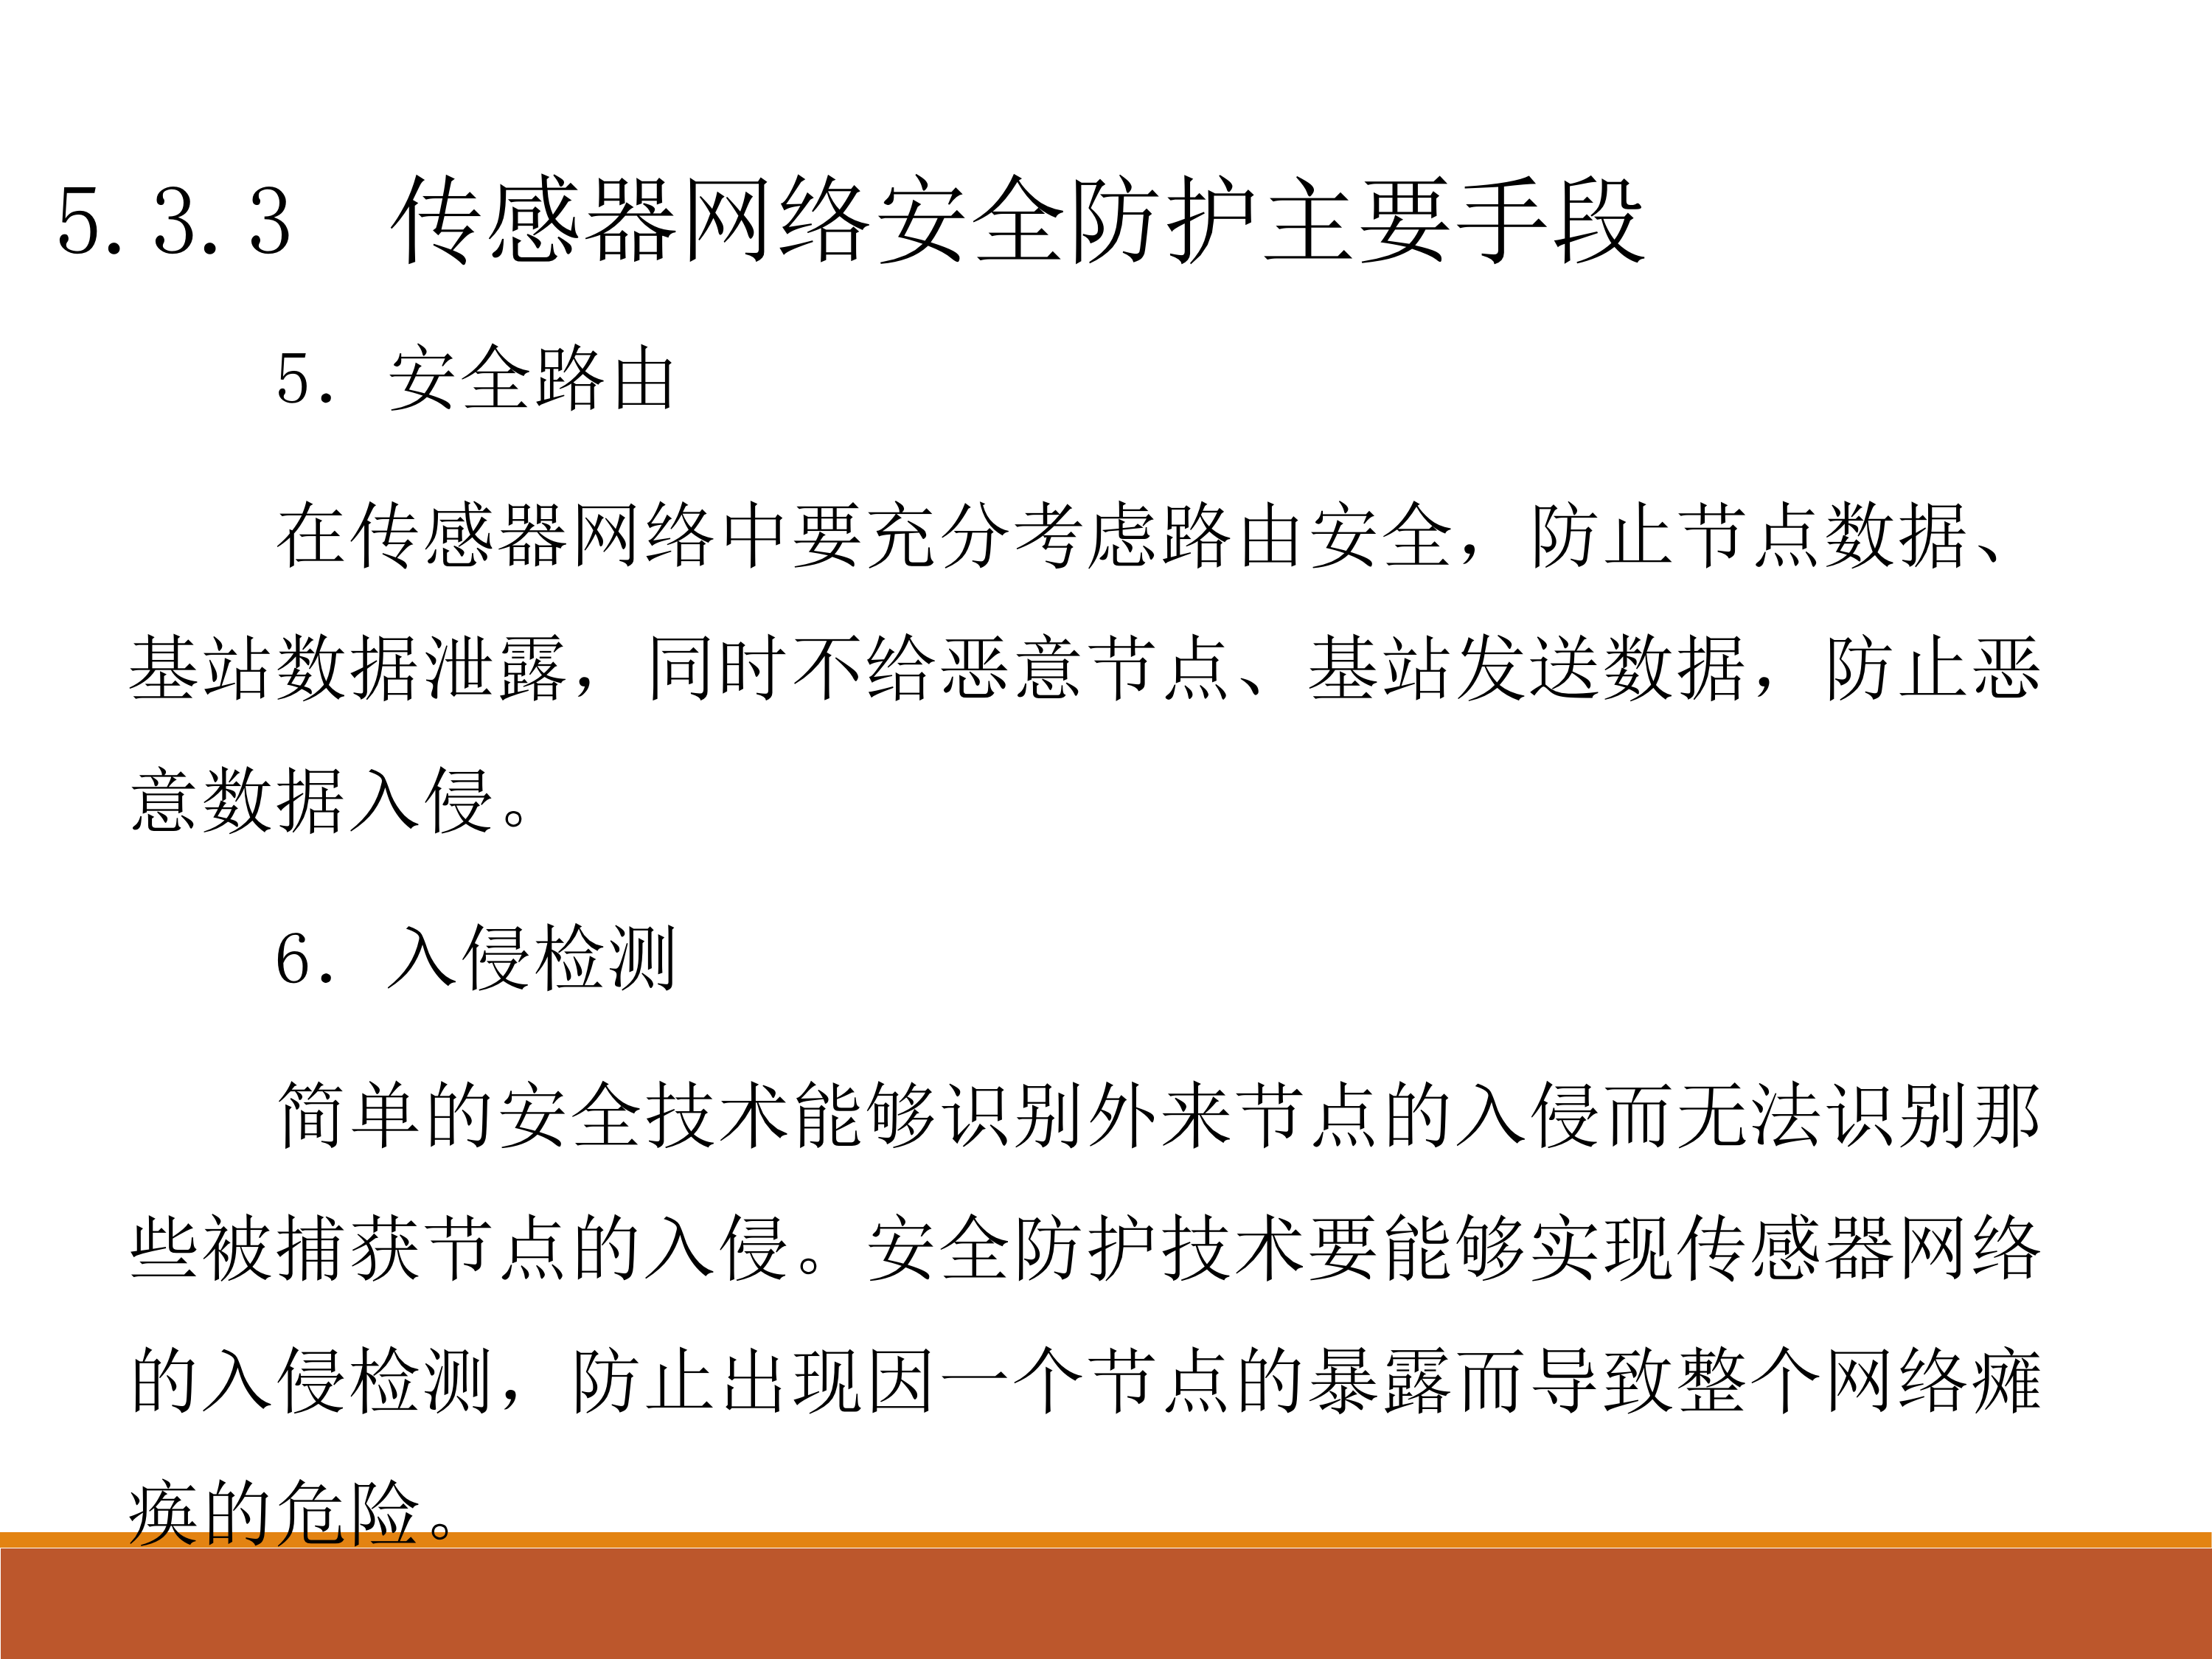 5.3.3 传感器网络安全防护主要手段
5. 安全路由
在传感器网络中要充分考虑路由安全，防止节点数据、
基站数据泄露，同时不给恶意节点、基站发送数据，防止恶
意数据入侵。
6. 入侵检测
简单的安全技术能够识别外来节点的入侵而无法识别那
些被捕获节点的入侵。安全防护技术要能够实现传感器网络
的入侵检测，防止出现因一个节点的暴露而导致整个网络瘫
痪的危险。